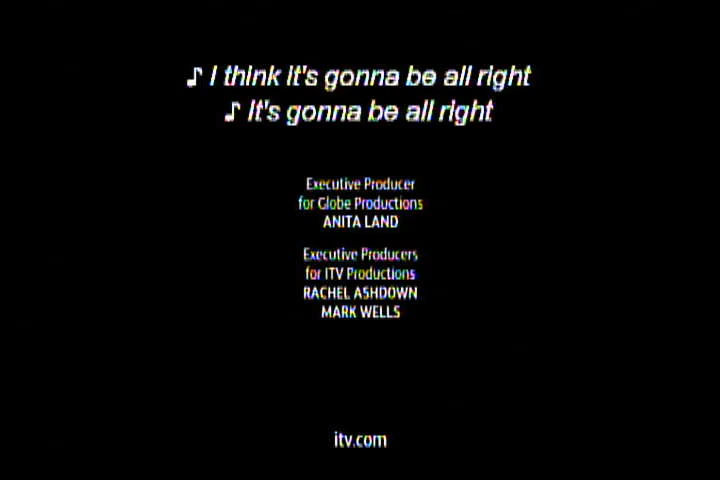 ♪ I think it's gonna be all right
♪ It's gonna be all right
Executive Producer
for Globe Productions
ANITA LAND
Executive Producers
for ITV Productions
RACHEL ASHDOWN
MARK WELLS
itv.com